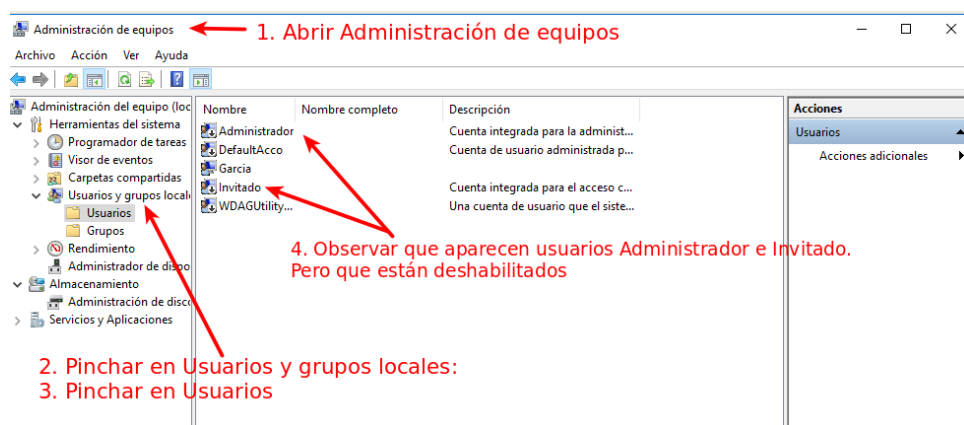 Administración de equipos
1. Abrir Administración de equipos
Archivo Acción Ver Ayuda
Administración del equipo (loc
Herramientas del sistema
Programador de tareas
Visor de eventos
Carpetas compartidas
Usuarios y grupos local
Usuarios
Grupos
Rendimiento
Administrador de dispo
Almacenamiento
Administración de disco
Servicios y Aplicaciones
Nombre Nombre completo Descripción
Administrador Cuenta integrada para la administ...
DefaultAcco Cuenta de usuario administrada p...
Garcia
Invitado Cuenta integrada para el acceso c...
WDAGUtility... Una cuenta de usuario que el siste...
Acciones
Usuarios
Acciones adicionales
4. Observar que aparecen usuarios Administrador e Invitado.
Pero que están deshabilitados
2. Pinchar en Usuarios y grupos locales:
3. Pinchar en Usuarios